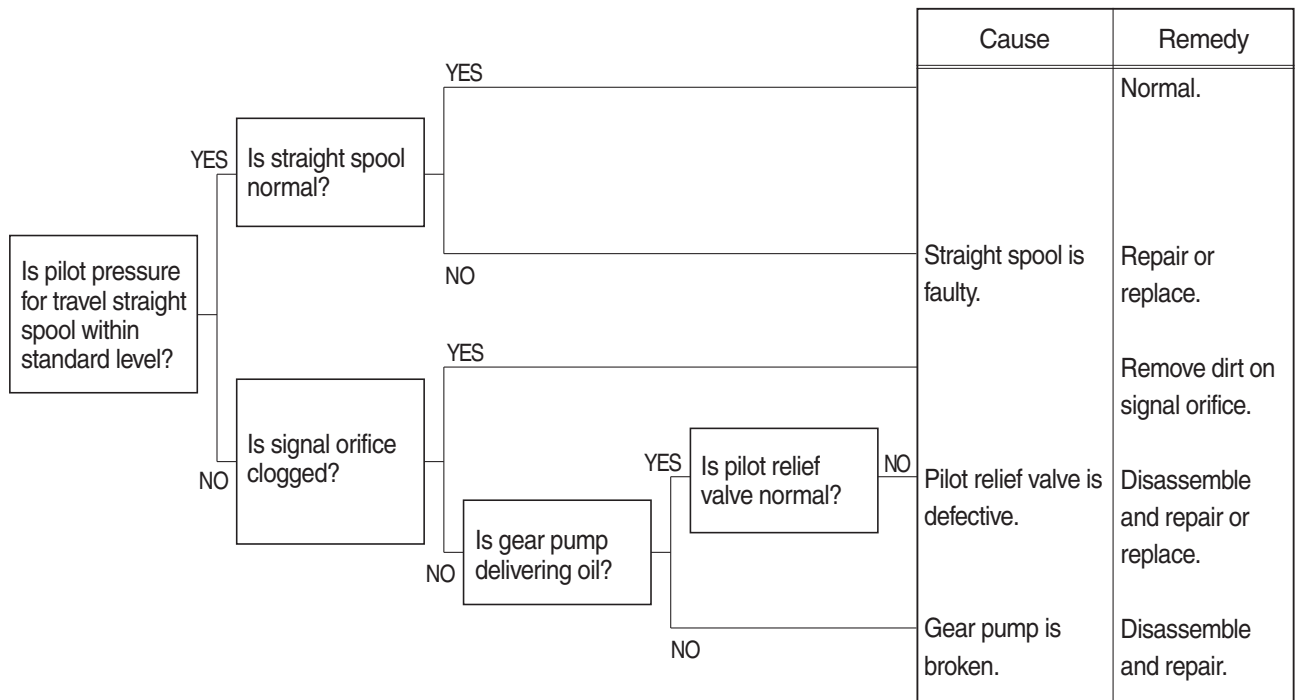 Cause
Remedy
YES
Normal.
YES
Is straight spool
normal?
NO
Straight spool is
faulty.
Repair or
replace.
Is pilot pressure
for travel straight
spool within
standard level?
YES
Remove dirt on
signal orifice.
NO
Is signal orifice
clogged?
YES
Is pilot relief
valve normal?
NO
Pilot relief valve is
defective.
Disassemble
and repair or
replace.
NO
Is gear pump
delivering oil?
NO
Gear pump is
broken.
Disassemble
and repair.